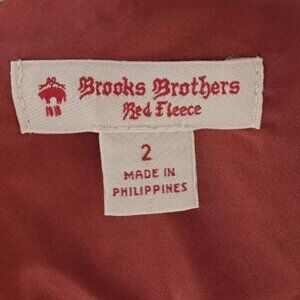 Brooks Brothers
Red Fleece
2
MADE IN
PHILIPPINES